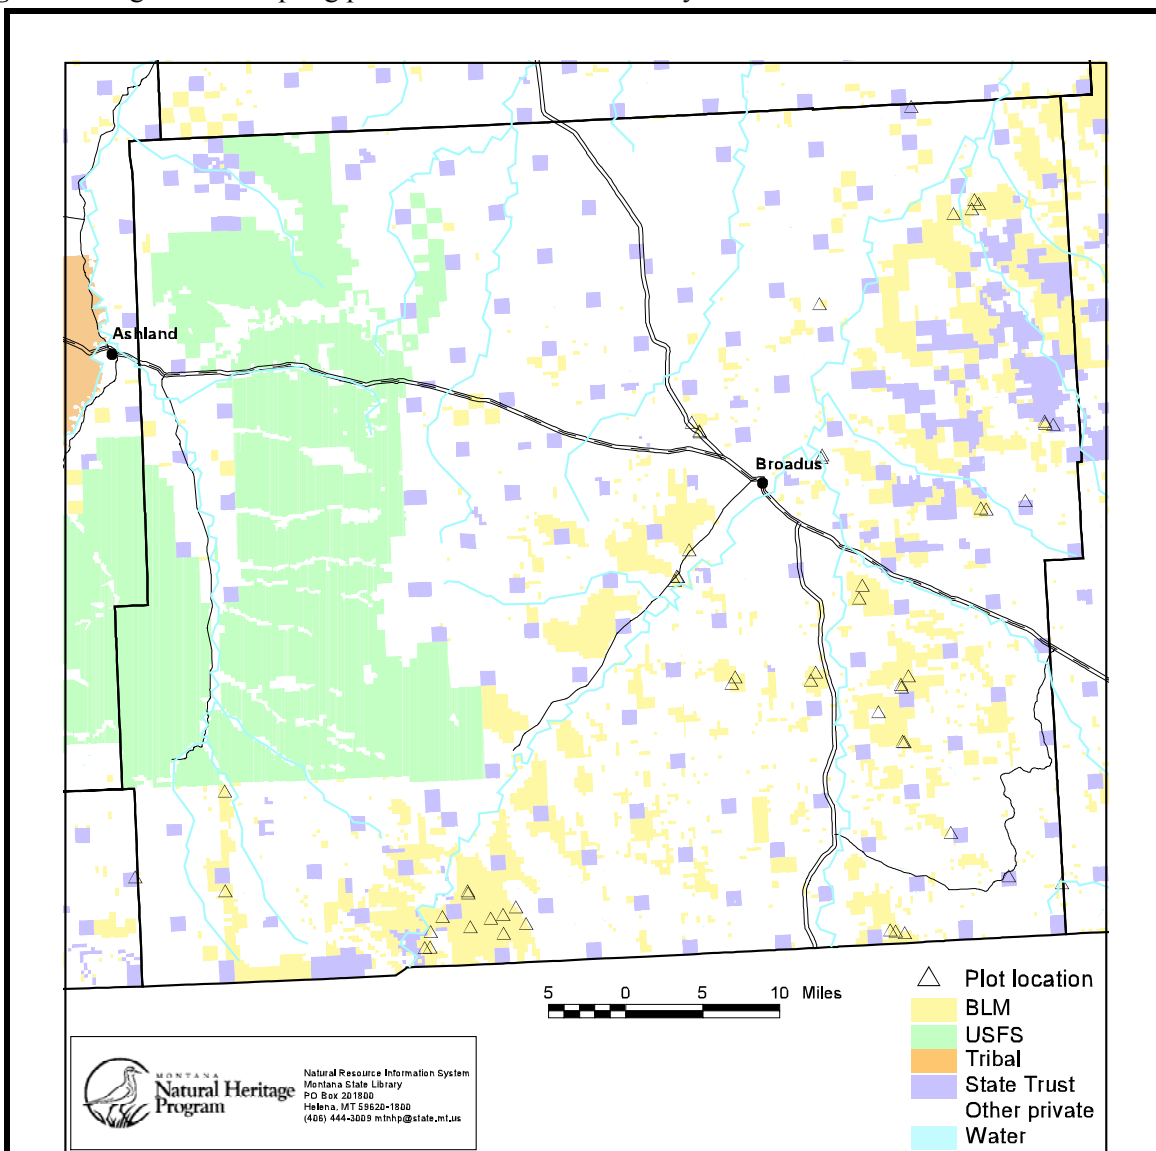 Ashland
Broadus
5 0 5 10 Miles
Plot location
BLM
USFS
Tribal
State Trust
Other private
Water
MONTANA
Natural Heritage
Program
Natural Resource Information System
Montana State Library
PO Box 201800
Helena, MT 59620-1800
(406) 444-3009 mtnhp@state.mt.us